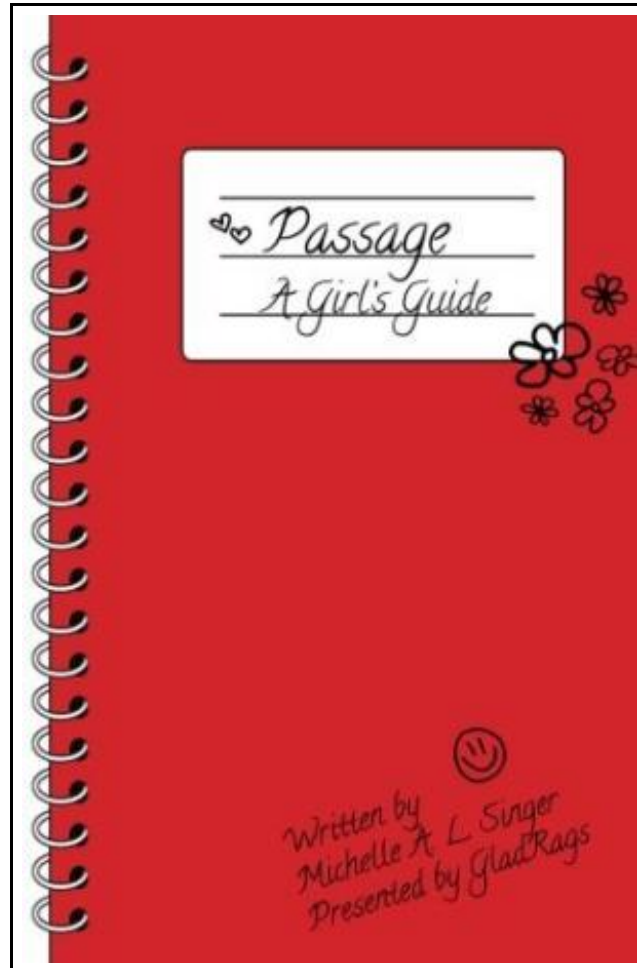 Passage
A Girl's Guide
Written by
Michelle A L Singer
Presented by GladRags